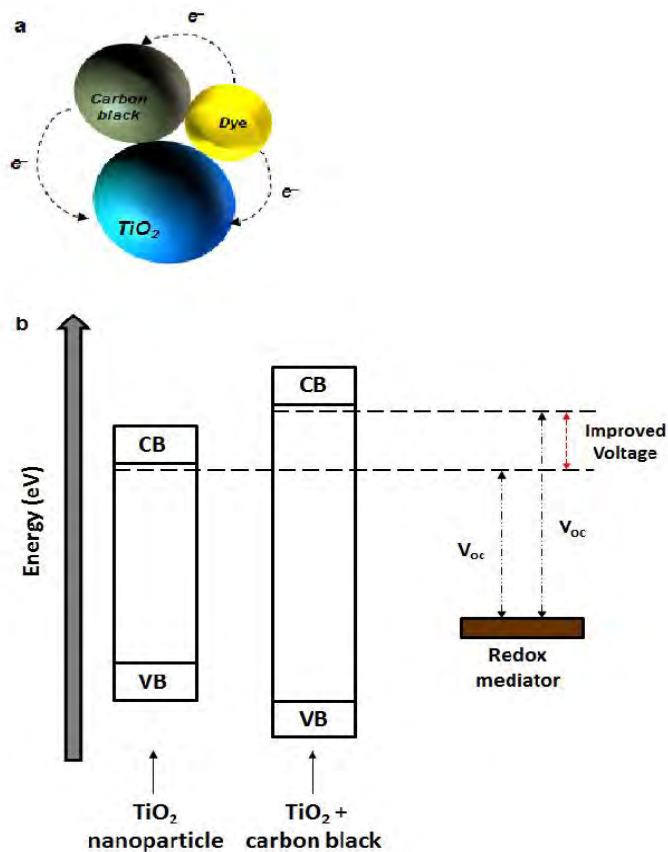 a
e–
Carbon
black
Dye
e–
e–
TiO2
b
CB
CB
Improved
Voltage
Energy (eV)
Voc
Voc
VB
VB
Redox
mediator
TiO2
nanoparticle
TiO2 +
carbon black